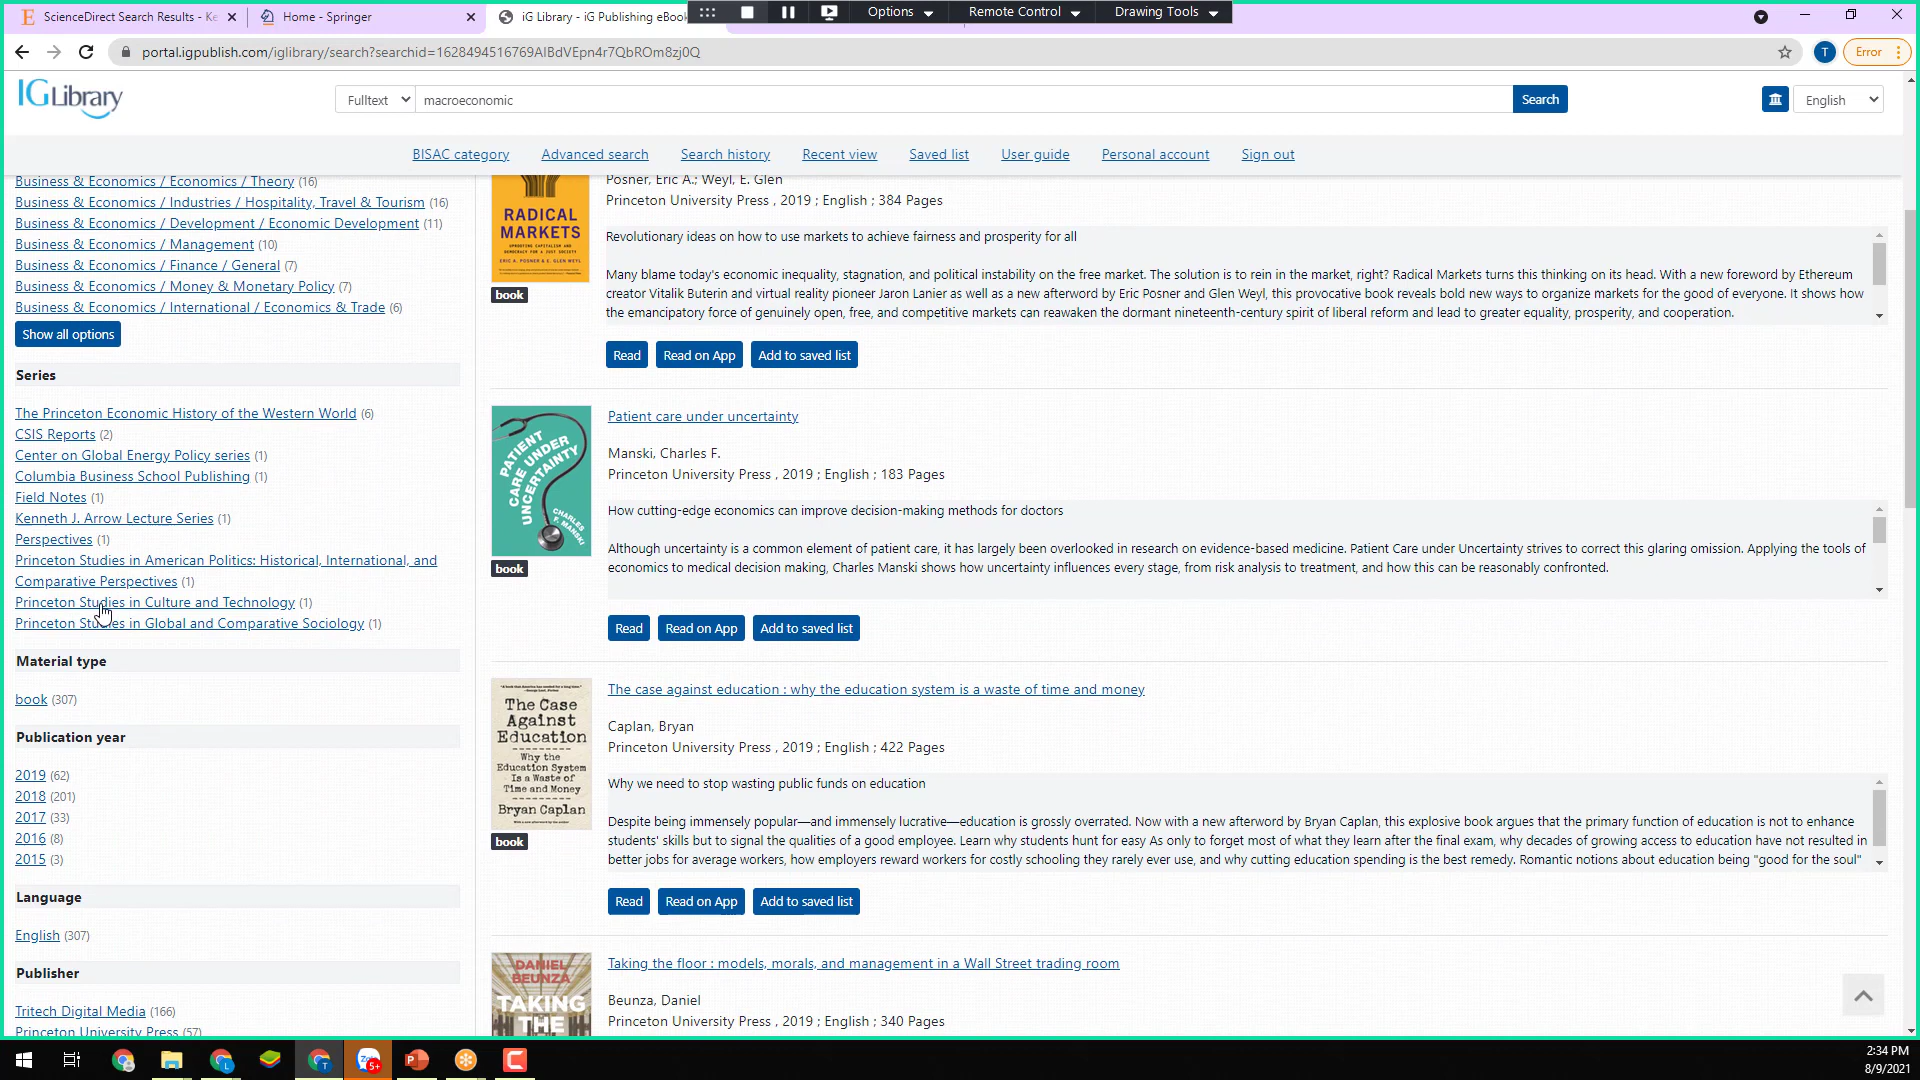 ScienceDirect Search Results - Ke
Home - Springer
iG Library - iG Publishing eBook
Options
Remote Control
Drawing Tools
portal.igpublish.com/iglibrary/search?searchid=1628494516769AIBdVEpn4r7QbROm8zj0Q
T
Error
IGLibrary
Fulltext
macroeconomic
Search
English
BISAC category
Advanced search
Search history
Recent view
Saved list
User guide
Personal account
Sign out
Business & Economics / Economics / Theory (16)
Business & Economics / Industries / Hospitality, Travel & Tourism (16)
Business & Economics / Development / Economic Development (11)
Business & Economics / Management (10)
Business & Economics / Finance / General (7)
Business & Economics / Money & Monetary Policy (7)
Business & Economics / International / Economics & Trade (6)
Show all options
Series
The Princeton Economic History of the Western World (6)
CSIS Reports (2)
Center on Global Energy Policy series (1)
Columbia Business School Publishing (1)
Field Notes (1)
Kenneth J. Arrow Lecture Series (1)
Perspectives (1)
Princeton Studies in American Politics: Historical, International, and
Comparative Perspectives (1)
Princeton Studies in Culture and Technology (1)
Princeton Studies in Global and Comparative Sociology (1)
Material type
book (307)
Publication year
2019 (62)
2018 (201)
2017 (33)
2016 (8)
2015 (3)
Language
English (307)
Publisher
Tritech Digital Media (166)
Princeton University Press (57)
RADICAL
MARKETS
UPROOTING CAPITALISM AND
DEMOCRACY FOR A JUST SOCIETY
ERIC A. POSNER & E. GLEN WEYL
book
Posner, Eric A.; Weyl, E. Glen
Princeton University Press , 2019 ; English ; 384 Pages
Revolutionary ideas on how to use markets to achieve fairness and prosperity for all
Many blame today's economic inequality, stagnation, and political instability on the free market. The solution is to rein in the market, right? Radical Markets turns this thinking on its head. With a new foreword by Ethereum
creator Vitalik Buterin and virtual reality pioneer Jaron Lanier as well as a new afterword by Eric Posner and Glen Weyl, this provocative book reveals bold new ways to organize markets for the good of everyone. It shows how
the emancipatory force of genuinely open, free, and competitive markets can reawaken the dormant nineteenth-century spirit of liberal reform and lead to greater equality, prosperity, and cooperation.
Read
Read on App
Add to saved list
PATIENT
CARE UNDER
UNCERTAINTY
CHARLES F. MANSKI
book
Patient care under uncertainty
Manski, Charles F.
Princeton University Press , 2019 ; English ; 183 Pages
How cutting-edge economics can improve decision-making methods for doctors
Although uncertainty is a common element of patient care, it has largely been overlooked in research on evidence-based medicine. Patient Care under Uncertainty strives to correct this glaring omission. Applying the tools of
economics to medical decision making, Charles Manski shows how uncertainty influences every stage, from risk analysis to treatment, and how this can be reasonably confronted.
Read
Read on App
Add to saved list
The Case
Against
Education
Why the
Education System
Is a Waste of
Time and Money
Bryan Caplan
book
The case against education : why the education system is a waste of time and money
Caplan, Bryan
Princeton University Press , 2019 ; English ; 422 Pages
Why we need to stop wasting public funds on education
Despite being immensely popular—and immensely lucrative—education is grossly overrated. Now with a new afterword by Bryan Caplan, this explosive book argues that the primary function of education is not to enhance
students' skills but to signal the qualities of a good employee. Learn why students hunt for easy As only to forget most of what they learn after the final exam, why decades of growing access to education have not resulted in
better jobs for average workers, how employers reward workers for costly schooling they rarely ever use, and why cutting education spending is the best remedy. Romantic notions about education being "good for the soul"
Read
Read on App
Add to saved list
DANIEL
BEUNZA
TAKING
THE
Taking the floor : models, morals, and management in a Wall Street trading room
Beunza, Daniel
Princeton University Press , 2019 ; English ; 340 Pages
2:34 PM
8/9/2021